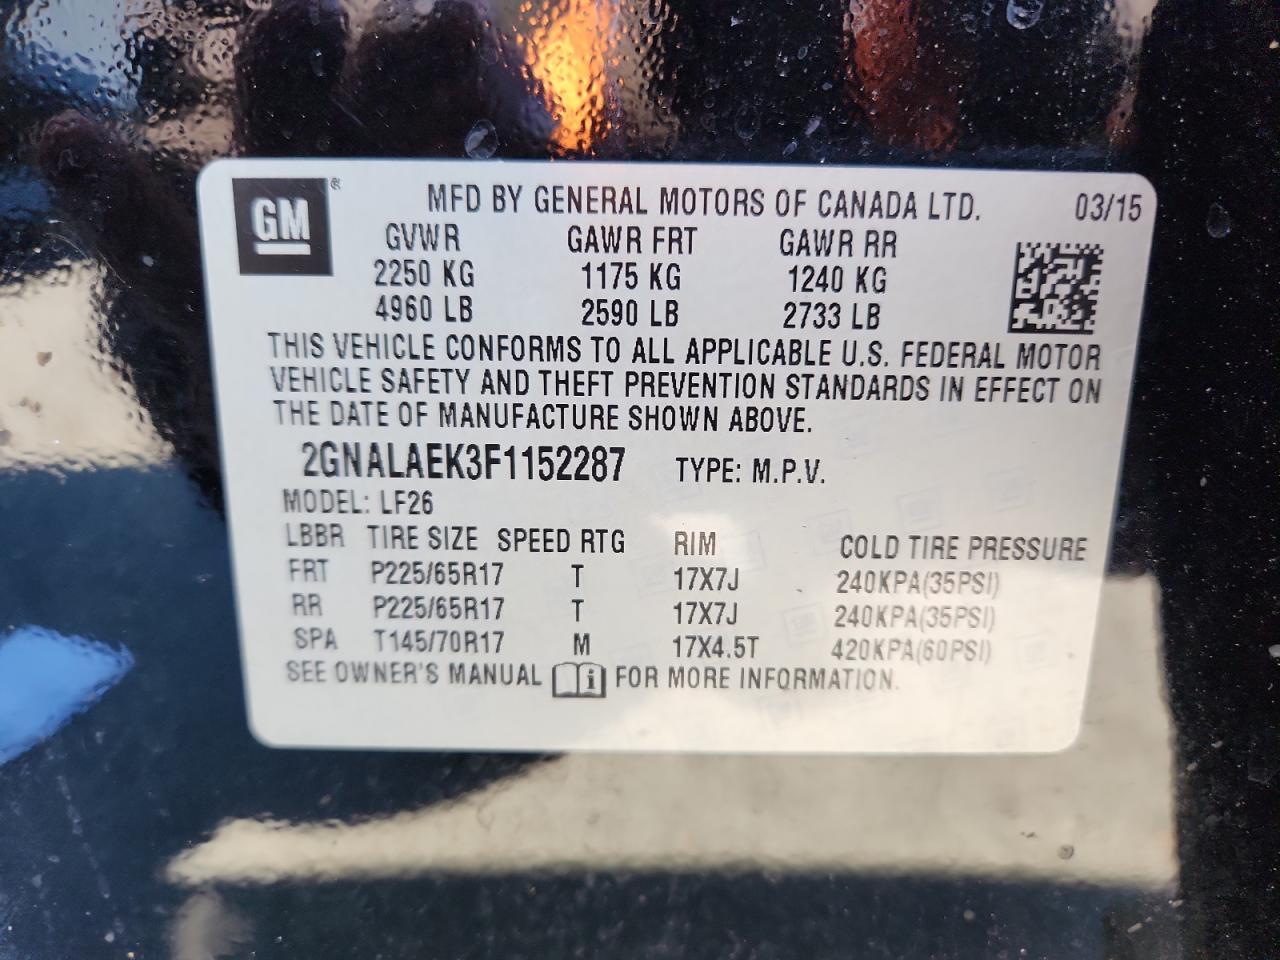 GM ®
MFD BY GENERAL MOTORS OF CANADA LTD. 03/15
GVWR GAWR FRT GAWR RR
2250 KG 1175 KG 1240 KG
4960 LB 2590 LB 2733 LB
THIS VEHICLE CONFORMS TO ALL APPLICABLE U.S. FEDERAL MOTOR
VEHICLE SAFETY AND THEFT PREVENTION STANDARDS IN EFFECT ON
THE DATE OF MANUFACTURE SHOWN ABOVE.
2GNALAEK3F1152287 TYPE: M.P.V.
MODEL: LF26
LBBR TIRE SIZE SPEED RTG RIM COLD TIRE PRESSURE
FRT P225/65R17 T 17X7J 240KPA(35PSI)
RR P225/65R17 T 17X7J 240KPA(35PSI)
SPA T145/70R17 M 17X4.5T 420KPA(60PSI)
SEE OWNER'S MANUAL i FOR MORE INFORMATION.